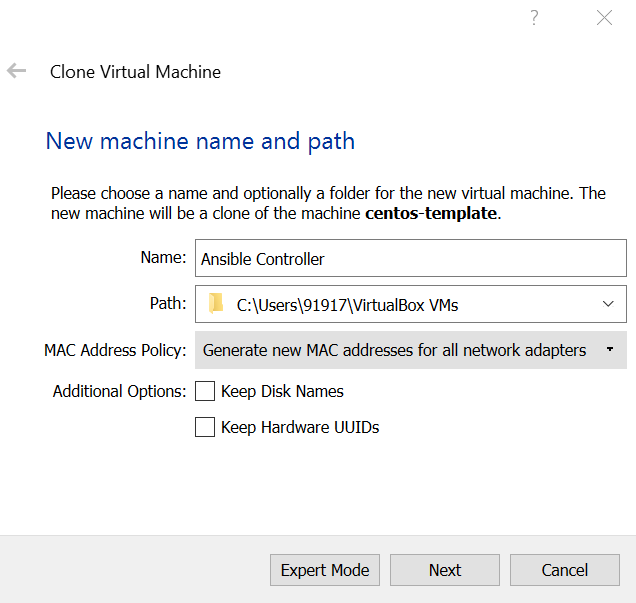 ?
Clone Virtual Machine
New machine name and path
Please choose a name and optionally a folder for the new virtual machine. The
new machine will be a clone of the machine centos-template.
Name: Ansible Controller
Path: C:\Users\91917\VirtualBox VMs
MAC Address Policy: Generate new MAC addresses for all network adapters
Additional Options: Keep Disk Names
Keep Hardware UUIDs
Expert Mode Next Cancel